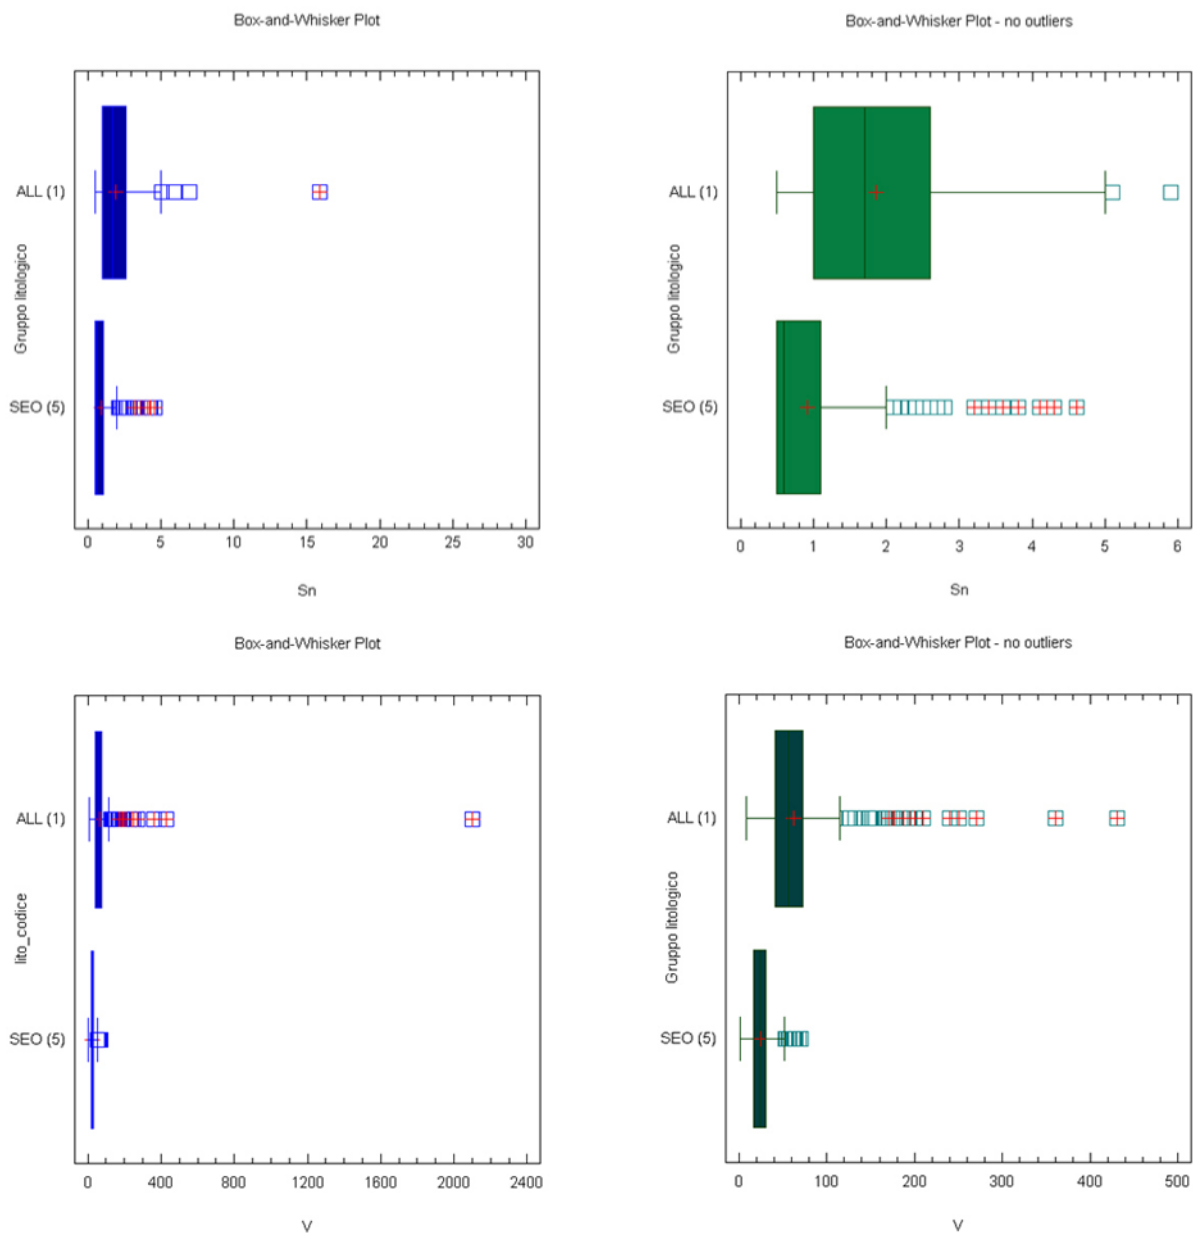 Box-and-Whisker Plot
ALL (1)
Gruppo litologico
SEO (5)
0 5 10 15 20 25 30
Sn
Box-and-Whisker Plot - no outliers
ALL (1)
Gruppo litologico
SEO (5)
0 1 2 3 4 5 6
Sn
Box-and-Whisker Plot
ALL (1)
lito_codice
SEO (5)
0 400 800 1200 1600 2000 2400
V
Box-and-Whisker Plot - no outliers
ALL (1)
Gruppo litologico
SEO (5)
0 100 200 300 400 500
V